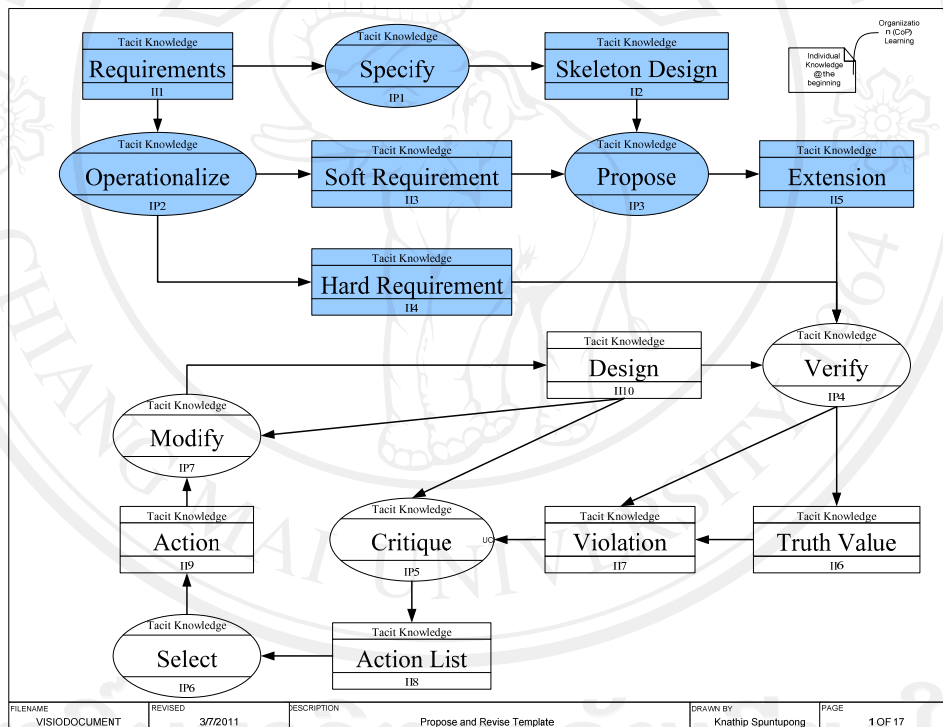 Tacit Knowledge
Requirements
II1
Tacit Knowledge
Specify
IP1
Tacit Knowledge
Skeleton Design
II2
Individual
Knowledge
@the
beginning
Organizatio
n (CoP)
Learning
Tacit Knowledge
Operationalize
IP2
Tacit Knowledge
Soft Requirement
II3
Tacit Knowledge
Propose
IP3
Tacit Knowledge
Extension
II5
Tacit Knowledge
Hard Requirement
II4
Tacit Knowledge
Design
II10
Tacit Knowledge
Verify
IP4
Tacit Knowledge
Modify
IP7
Tacit Knowledge
Action
II9
Tacit Knowledge
Critique
IP5
UC
Tacit Knowledge
Violation
II7
Tacit Knowledge
Truth Value
II6
Tacit Knowledge
Select
IP6
Tacit Knowledge
Action List
II8
CHIANG MAI UNIVERSITY 1964
FILENAME
VISIODOCUMENT
REVISED
3/7/2011
DESCRIPTION
Propose and Revise Template
DRAWN BY
Knathip Spuntupong
PAGE
1 OF 17